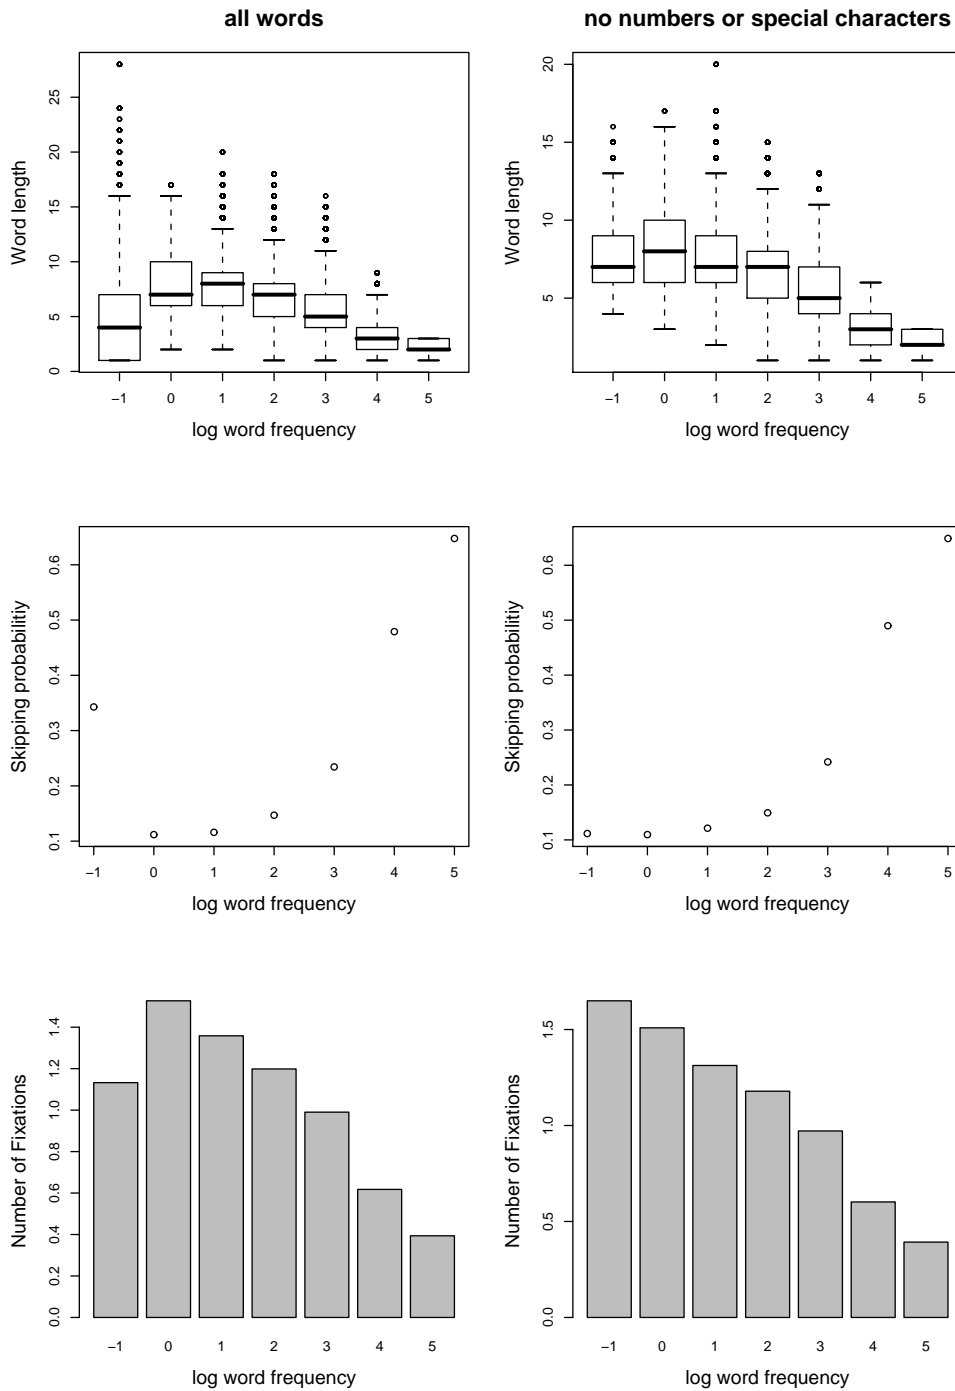 all words
no numbers or special characters
Word length
0 5 10 15 20 25
−1 0 1 2 3 4 5
log word frequency
Word length
5 10 15 20
−1 0 1 2 3 4 5
log word frequency
Skipping probabilitiy
0.1 0.2 0.3 0.4 0.5 0.6
−1 0 1 2 3 4 5
log word frequency
Skipping probability
0.1 0.2 0.3 0.4 0.5 0.6
−1 0 1 2 3 4 5
log word frequency
Number of Fixations
0.0 0.2 0.4 0.6 0.8 1.0 1.2 1.4
−1 0 1 2 3 4 5
log word frequency
Number of Fixations
0.0 0.5 1.0 1.5
−1 0 1 2 3 4 5
log word frequency